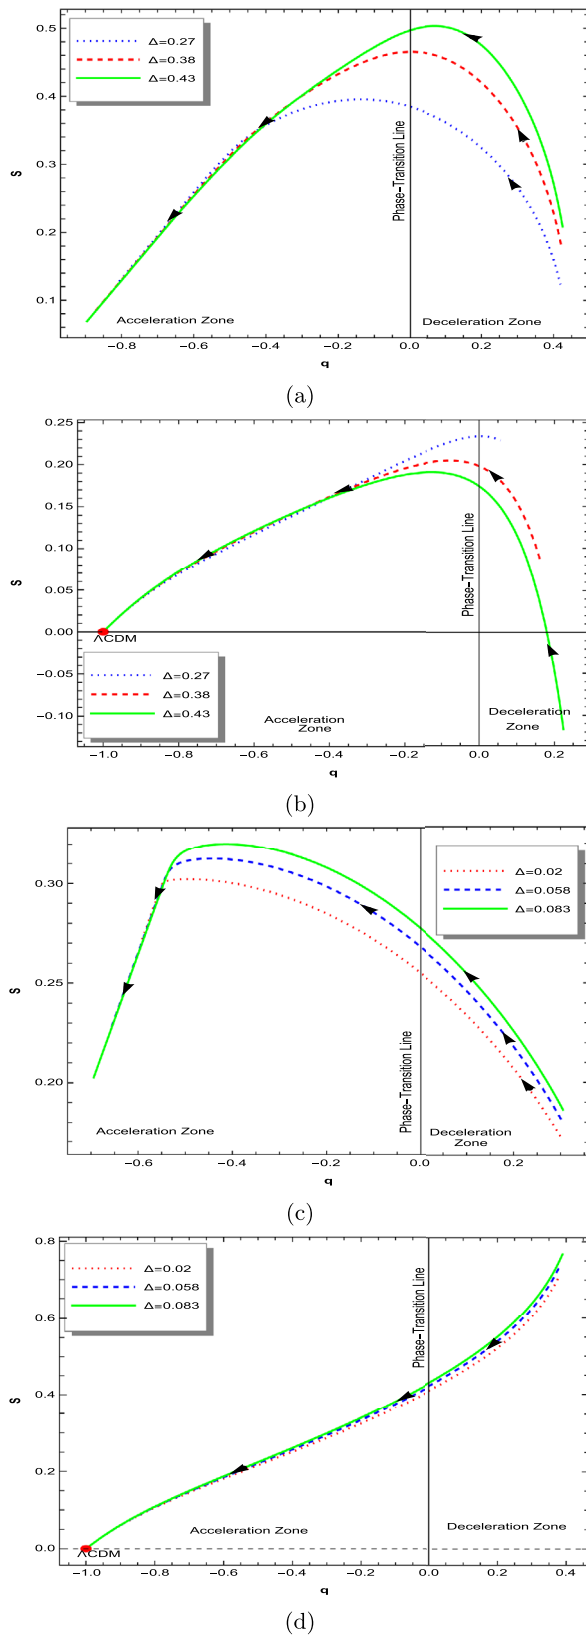 Δ=0.27
Δ=0.38
Δ=0.43
0.5
0.4
0.3
0.2
0.1
S
Phase-Transition Line
Acceleration Zone
Deceleration Zone
−0.8 −0.6 −0.4 −0.2 0.0 0.2 0.4
q
(a)
0.25
0.20
0.15
0.10
0.05
0.00
−0.05
−0.10
S
Phase-Transition Line
ΛCDM
Δ=0.27
Δ=0.38
Δ=0.43
Acceleration
Zone
Deceleration
Zone
−1.0 −0.8 −0.6 −0.4 −0.2 0.0 0.2
q
(b)
0.30
0.25
0.20
S
Δ=0.02
Δ=0.058
Δ=0.083
Phase-Transition Line
Acceleration Zone
Deceleration
Zone
−0.6 −0.4 −0.2 0.0 0.2
q
(c)
0.8
0.6
0.4
0.2
0.0
S
Δ=0.02
Δ=0.058
Δ=0.083
Phase-Transition Line
Acceleration Zone
Deceleration Zone
ΛCDM
−1.0 −0.8 −0.6 −0.4 −0.2 0.0 0.2 0.4
q
(d)